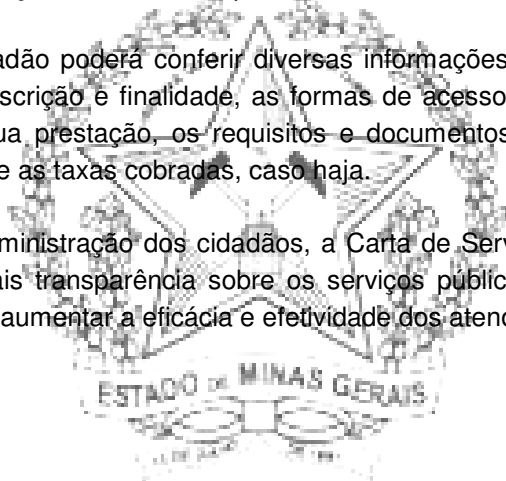 adão poderá conferir diversas informações
scrição e finalidade, as formas de acesso
ua prestação, os requisitos e documentos
e as taxas cobradas, caso haja.
ministração dos cidadãos, a Carta de Serv
ais transparência sobre os serviços públic
aumentar a eficácia e efetividade dos atend
ESTADO DE MINAS GERAIS